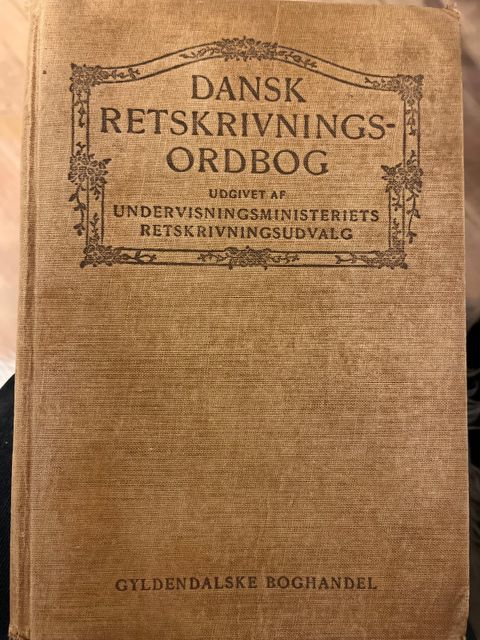 DANSK
RETSKRIVNINGS-
ORDBOG
UDGIVET AF
UNDERVISNINGSMINISTERIETS
RETSKRIVNINGSUDVALG
GYLDENDALSKE BOGHANDEL